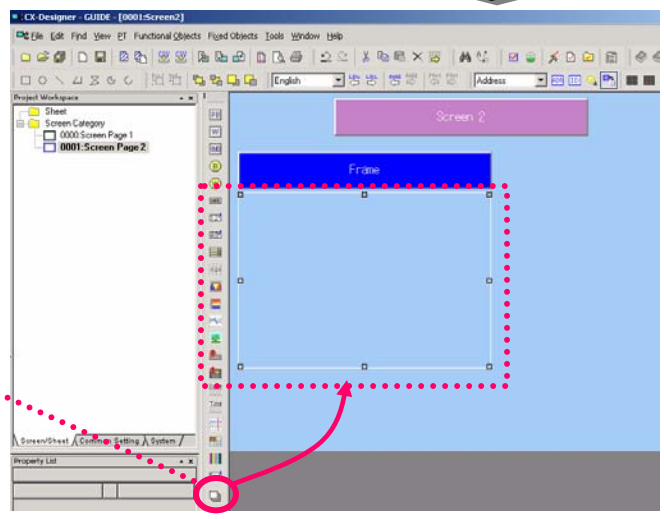 CX-Designer - GUIDE - [0001:Screen2]
File Edit Find View PT Functional Objects Fixed Objects Tools Window Help
English
Address
Project Workspace
Sheet
Screen Category
0000:Screen Page 1
0001:Screen Page 2
Screen 2
Frame
Text
Screen/Sheet / Common Setting / System /
Property List